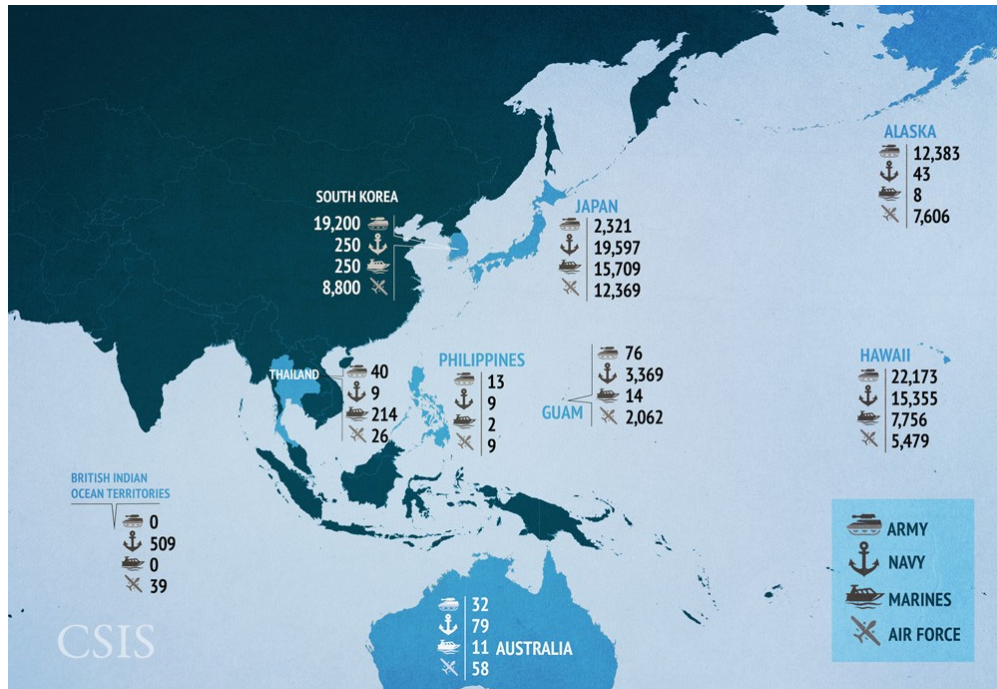 ALASKA
12,383
43
8
7,606
SOUTH KOREA
19,200
250
250
8,800
JAPAN
2,321
19,597
15,709
12,369
THAILAND
40
9
214
26
PHILIPPINES
13
9
2
9
GUAM
76
3,369
14
2,062
HAWAII
22,173
15,355
7,756
5,479
BRITISH INDIAN
OCEAN TERRITORIES
0
509
0
39
32
79
11
58
AUSTRALIA
ARMY
NAVY
MARINES
AIR FORCE
CSIS